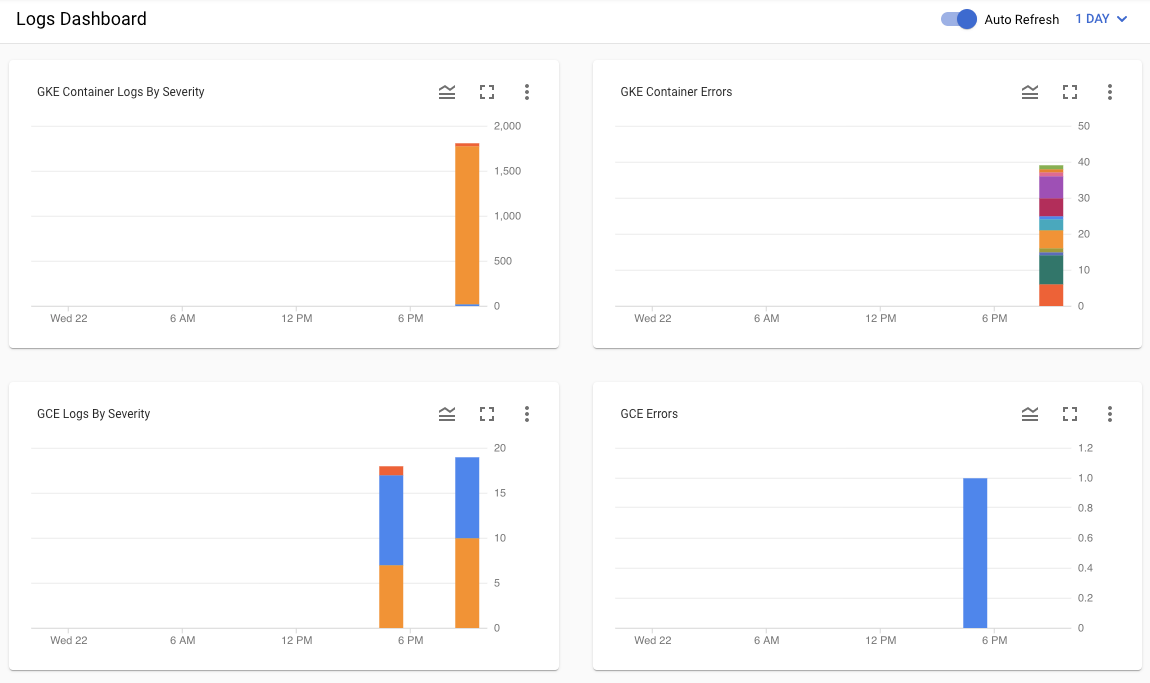 Logs Dashboard
Auto Refresh
1 DAY
GKE Container Logs By Severity
2,000
1,500
1,000
500
0
Wed 22
6 AM
12 PM
6 PM
GKE Container Errors
50
40
30
20
10
0
Wed 22
6 AM
12 PM
6 PM
GCE Logs By Severity
20
15
10
5
0
Wed 22
6 AM
12 PM
6 PM
GCE Errors
1.2
1.0
0.8
0.6
0.4
0.2
0
Wed 22
6 AM
12 PM
6 PM